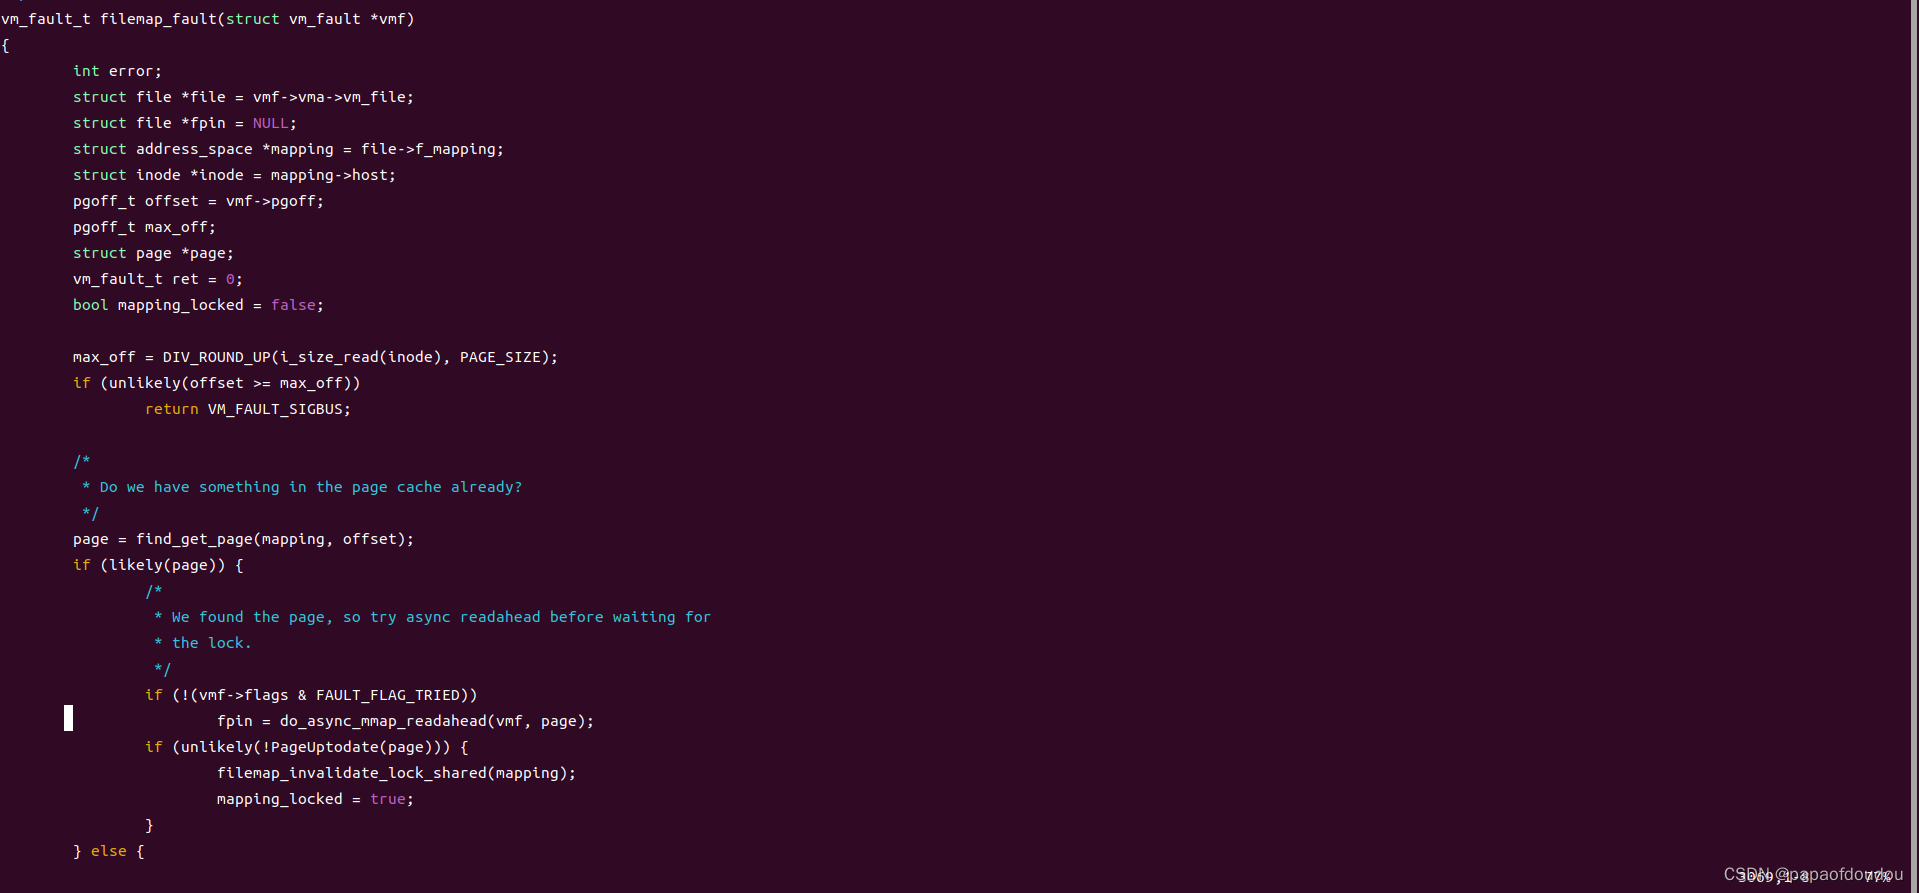 vm_fault_t filemap_fault(struct vm_fault *vmf)
{
        int error;
        struct file *file = vmf->vma->vm_file;
        struct file *fpin = NULL;
        struct address_space *mapping = file->f_mapping;
        struct inode *inode = mapping->host;
        pgoff_t offset = vmf->pgoff;
        pgoff_t max_off;
        struct page *page;
        vm_fault_t ret = 0;
        bool mapping_locked = false;

        max_off = DIV_ROUND_UP(i_size_read(inode), PAGE_SIZE);
        if (unlikely(offset >= max_off))
                return VM_FAULT_SIGBUS;

        /*
         * Do we have something in the page cache already?
         */
        page = find_get_page(mapping, offset);
        if (likely(page)) {
                /*
                 * We found the page, so try async readahead before waiting for
                 * the lock.
                 */
                if (!(vmf->flags & FAULT_FLAG_TRIED))
                        fpin = do_async_mmap_readahead(vmf, page);
                if (unlikely(!PageUptodate(page))) {
                        filemap_invalidate_lock_shared(mapping);
                        mapping_locked = true;
                }
        } else {
CSDN @papaofdoudou
3069,1-8 77%